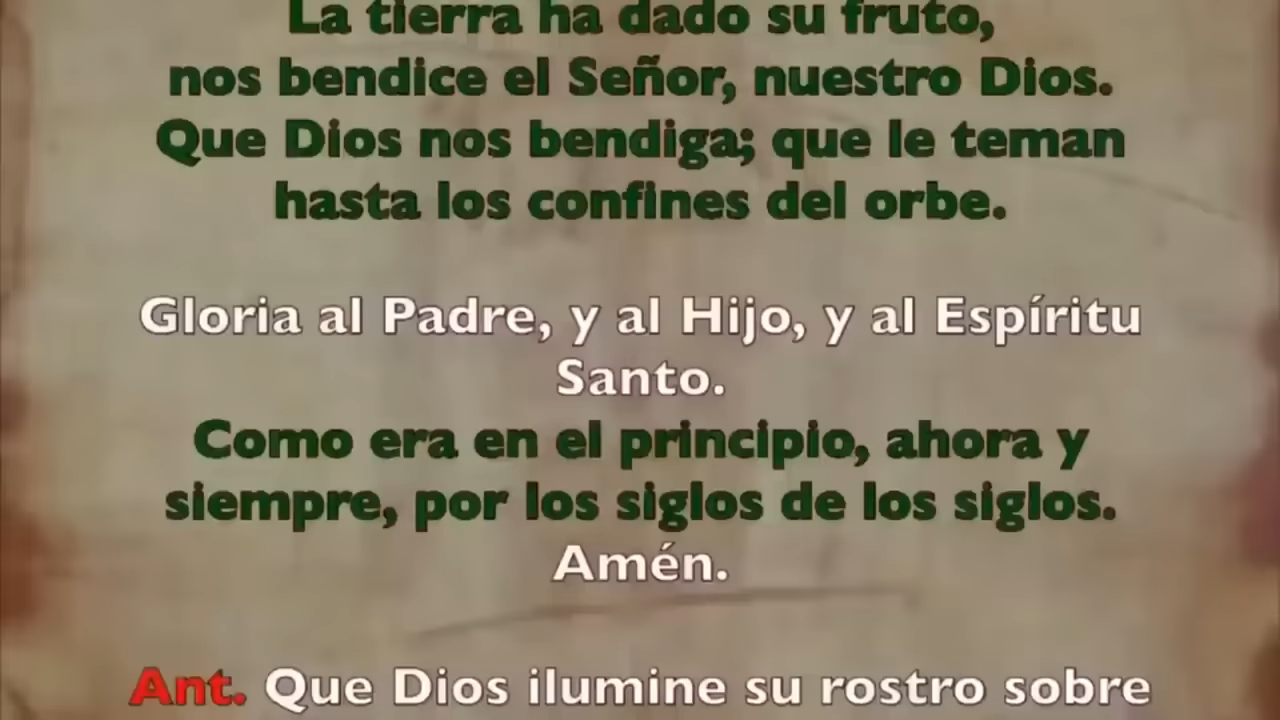 La tierra ha dado su fruto,
nos bendice el Señor, nuestro Dios.
Que Dios nos bendiga; que le teman
hasta los confines del orbe.
Gloria al Padre, y al Hijo, y al Espíritu
Santo.
Como era en el principio, ahora y
siempre, por los siglos de los siglos.
Amén.
Ant. Que Dios ilumine su rostro sobre